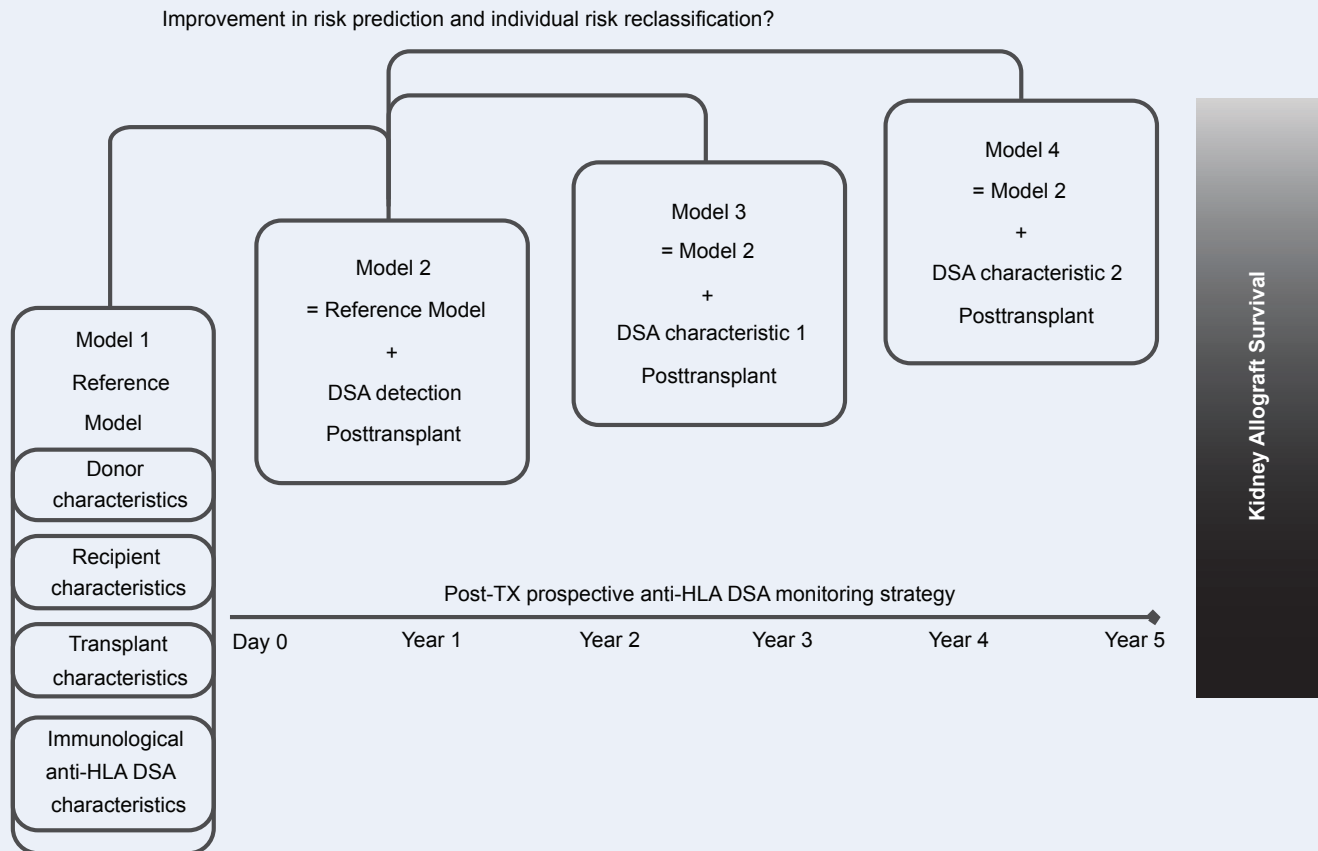 Improvement in risk prediction and individual risk reclassification?
Model 1
Reference
Model
Donor
characteristics
Recipient
characteristics
Transplant
characteristics
Immunological
anti-HLA DSA
characteristics
Model 2
= Reference Model
+
DSA detection
Posttransplant
Model 3
= Model 2
+
DSA characteristic 1
Posttransplant
Model 4
= Model 2
+
DSA characteristic 2
Posttransplant
Kidney Allograft Survival
Post-TX prospective anti-HLA DSA monitoring strategy
Day 0 Year 1 Year 2 Year 3 Year 4 Year 5